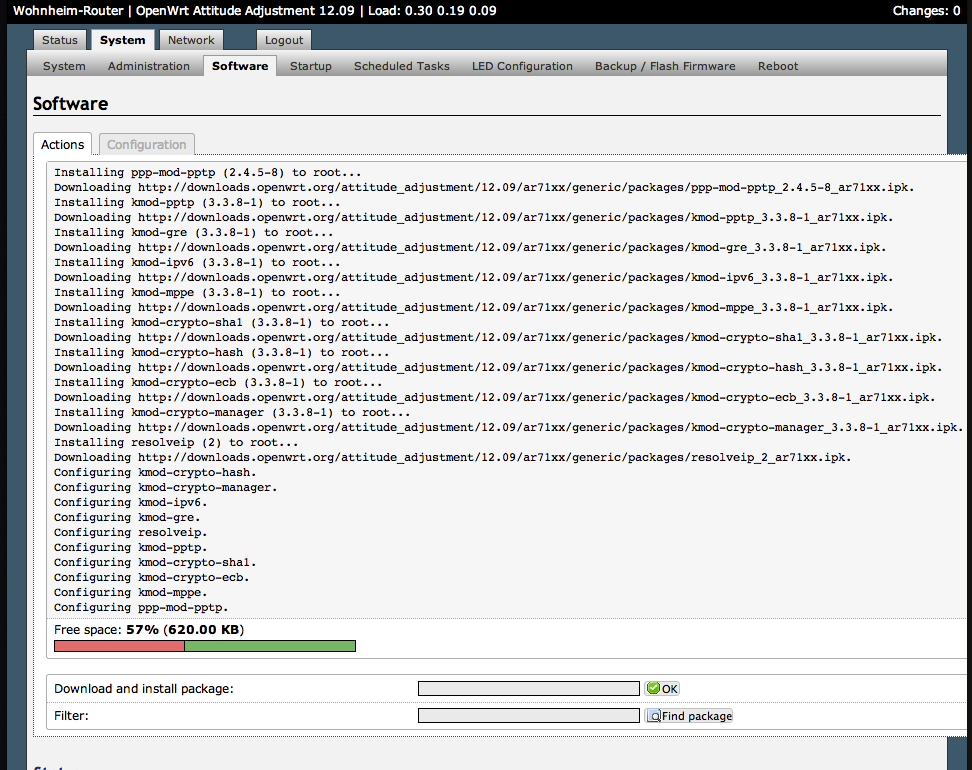 Wohnheim-Router | OpenWrt Attitude Adjustment 12.09 | Load: 0.30 0.19 0.09 Changes: 0
Status System Network Logout
System Administration Software Startup Scheduled Tasks LED Configuration Backup / Flash Firmware Reboot
Software
Actions Configuration
Installing ppp-mod-pptp (2.4.5-8) to root...
Downloading http://downloads.openwrt.org/attitude_adjustment/12.09/ar71xx/generic/packages/ppp-mod-pptp_2.4.5-8_ar71xx.ipk.
Installing kmod-pptp (3.3.8-1) to root...
Downloading http://downloads.openwrt.org/attitude_adjustment/12.09/ar71xx/generic/packages/kmod-pptp_3.3.8-1_ar71xx.ipk.
Installing kmod-gre (3.3.8-1) to root...
Downloading http://downloads.openwrt.org/attitude_adjustment/12.09/ar71xx/generic/packages/kmod-gre_3.3.8-1_ar71xx.ipk.
Installing kmod-ipv6 (3.3.8-1) to root...
Downloading http://downloads.openwrt.org/attitude_adjustment/12.09/ar71xx/generic/packages/kmod-ipv6_3.3.8-1_ar71xx.ipk.
Installing kmod-mppe (3.3.8-1) to root...
Downloading http://downloads.openwrt.org/attitude_adjustment/12.09/ar71xx/generic/packages/kmod-mppe_3.3.8-1_ar71xx.ipk.
Installing kmod-crypto-sha1 (3.3.8-1) to root...
Downloading http://downloads.openwrt.org/attitude_adjustment/12.09/ar71xx/generic/packages/kmod-crypto-sha1_3.3.8-1_ar71xx.ipk.
Installing kmod-crypto-hash (3.3.8-1) to root...
Downloading http://downloads.openwrt.org/attitude_adjustment/12.09/ar71xx/generic/packages/kmod-crypto-hash_3.3.8-1_ar71xx.ipk.
Installing kmod-crypto-ecb (3.3.8-1) to root...
Downloading http://downloads.openwrt.org/attitude_adjustment/12.09/ar71xx/generic/packages/kmod-crypto-ecb_3.3.8-1_ar71xx.ipk.
Installing kmod-crypto-manager (3.3.8-1) to root...
Downloading http://downloads.openwrt.org/attitude_adjustment/12.09/ar71xx/generic/packages/kmod-crypto-manager_3.3.8-1_ar71xx.ipk.
Installing resolveip (2) to root...
Downloading http://downloads.openwrt.org/attitude_adjustment/12.09/ar71xx/generic/packages/resolveip_2_ar71xx.ipk.
Configuring kmod-crypto-hash.
Configuring kmod-crypto-manager.
Configuring kmod-ipv6.
Configuring kmod-gre.
Configuring resolveip.
Configuring kmod-pptp.
Configuring kmod-crypto-sha1.
Configuring kmod-crypto-ecb.
Configuring kmod-mppe.
Configuring ppp-mod-pptp.
Free space: 57% (620.00 KB)
Download and install package: OK
Filter: Find package